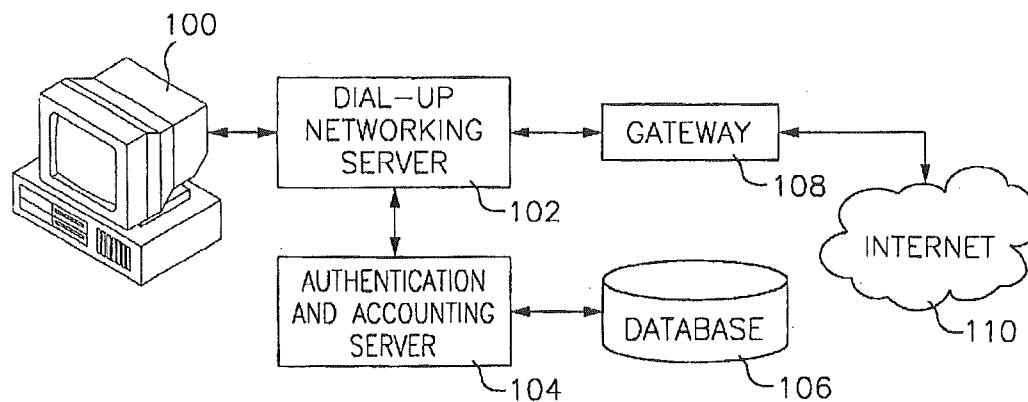 100
DIAL-UP
NETWORKING
SERVER
102
GATEWAY
108
INTERNET
110
AUTHENTICATION
AND ACCOUNTING
SERVER
104
DATABASE
106